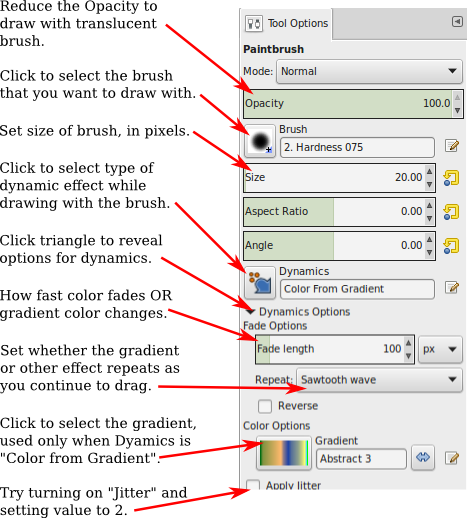 Reduce the Opacity to
draw with translucent
brush.
Click to select the brush
that you want to draw with.
Set size of brush, in pixels.
Click to select type of
dynamic effect while
drawing with the brush.
Click triangle to reveal
options for dynamics.
How fast color fades OR
gradient color changes.
Set whether the gradient
or other effect repeats as
you continue to drag.
Click to select the gradient,
used only when Dyamics is
"Color from Gradient".
Try turning on "Jitter" and
setting value to 2.
Tool Options
Paintbrush
Mode: Normal
Opacity 100.0
Brush
2. Hardness 075
Size 20.00
Aspect Ratio 0.00
Angle 0.00
Dynamics
Color From Gradient
Dynamics Options
Fade Options
Fade length 100 px
Repeat: Sawtooth wave
Reverse
Color Options
Gradient
Abstract 3
Apply Jitter